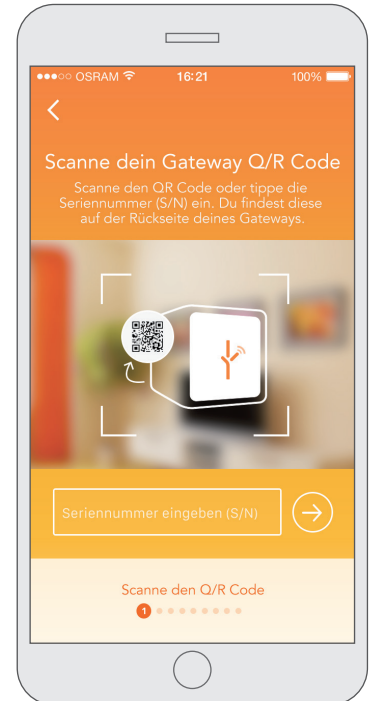 OSRAM 16:21 100%
Scanne dein Gateway Q/R Code
Scanne den QR Code oder tippe die
Seriennummer (S/N) ein. Du findest diese
auf der Rückseite deines Gateways.
Seriennummer eingeben (S/N)
Scanne den Q/R Code
1